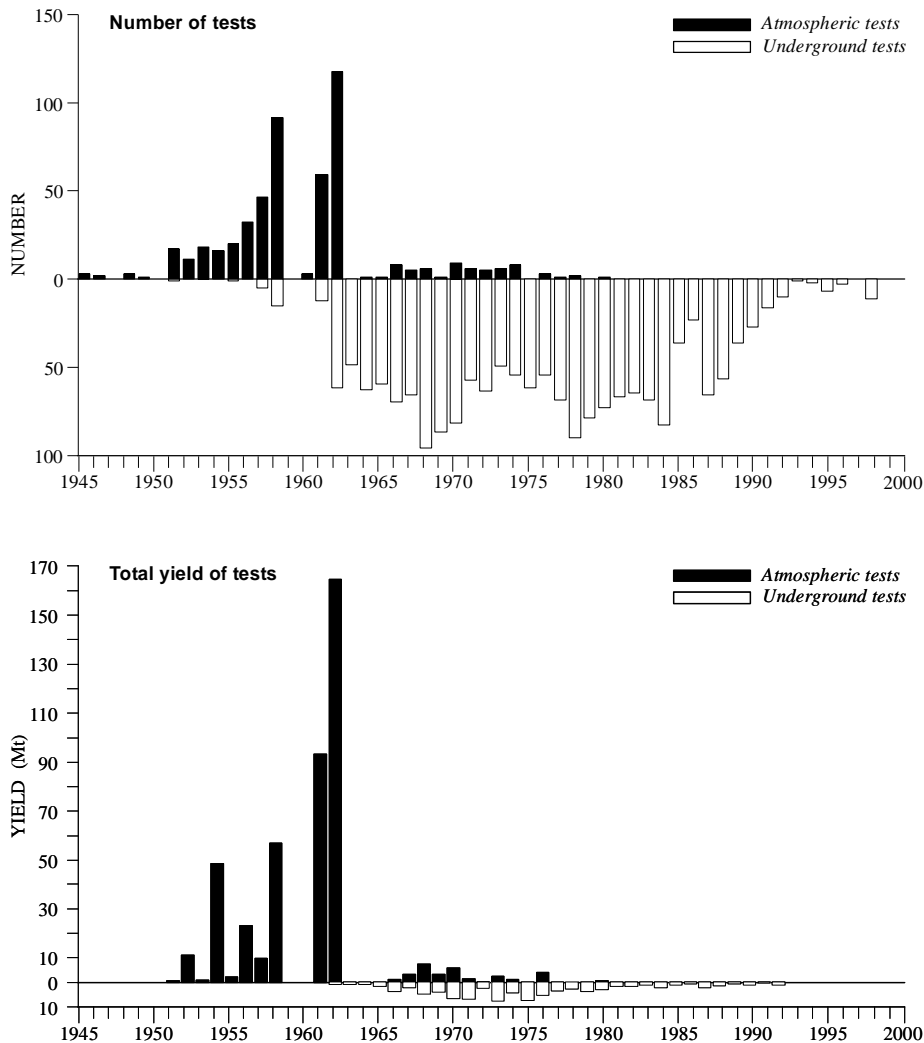 Number of tests
Atmospheric tests
Underground tests
150
100
50
0
50
100
NUMBER
1945 1950 1955 1960 1965 1970 1975 1980 1985 1990 1995 2000
Total yield of tests
Atmospheric tests
Underground tests
170
150
130
110
90
70
50
30
10
0
10
YIELD (Mt)
1945 1950 1955 1960 1965 1970 1975 1980 1985 1990 1995 2000